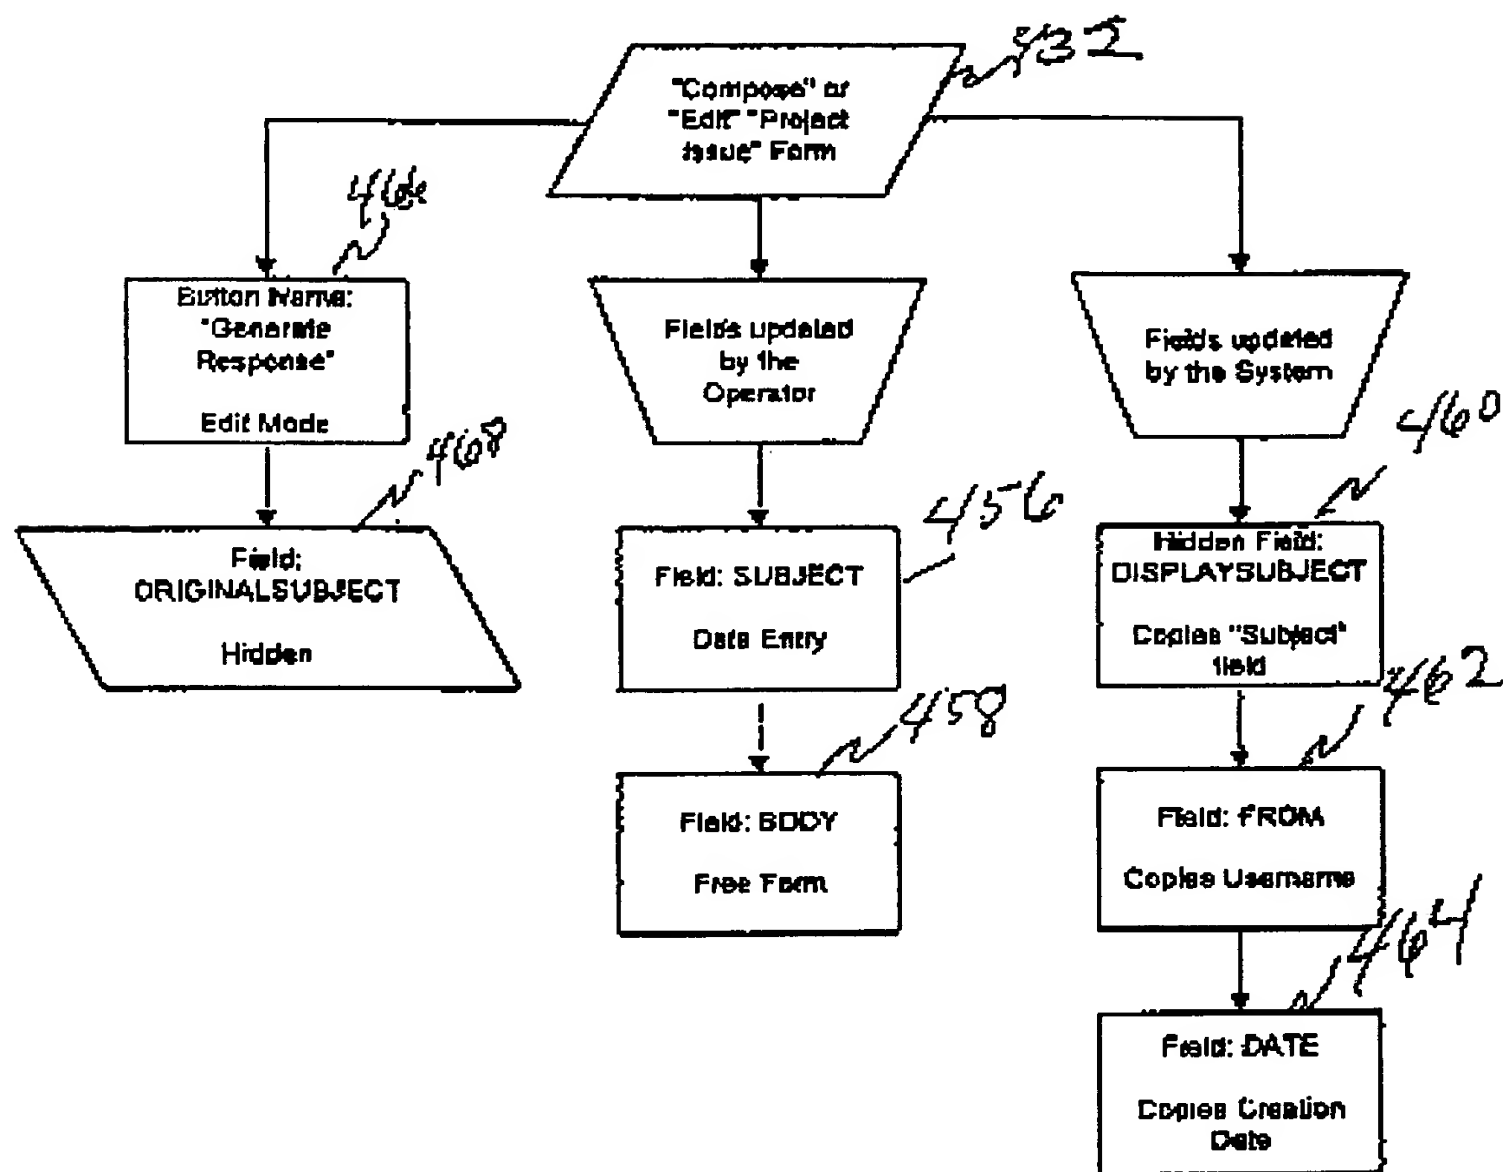 432
"Compose" or
"Edit" "Project
Issue" Form
466
Button Name:
"Generate
Response"
Edit Mode
468
Field:
ORIGINALSUBJECT
Hidden
Fields updated
by the
Operator
456
Field: SUBJECT
Data Entry
458
Field: BODY
Free Form
Fields updated
by the System
460
Hidden Field:
DISPLAYSUBJECT
Copies "Subject"
field
462
Field: FROM
Copies Username
464
Field: DATE
Copies Creation
Date